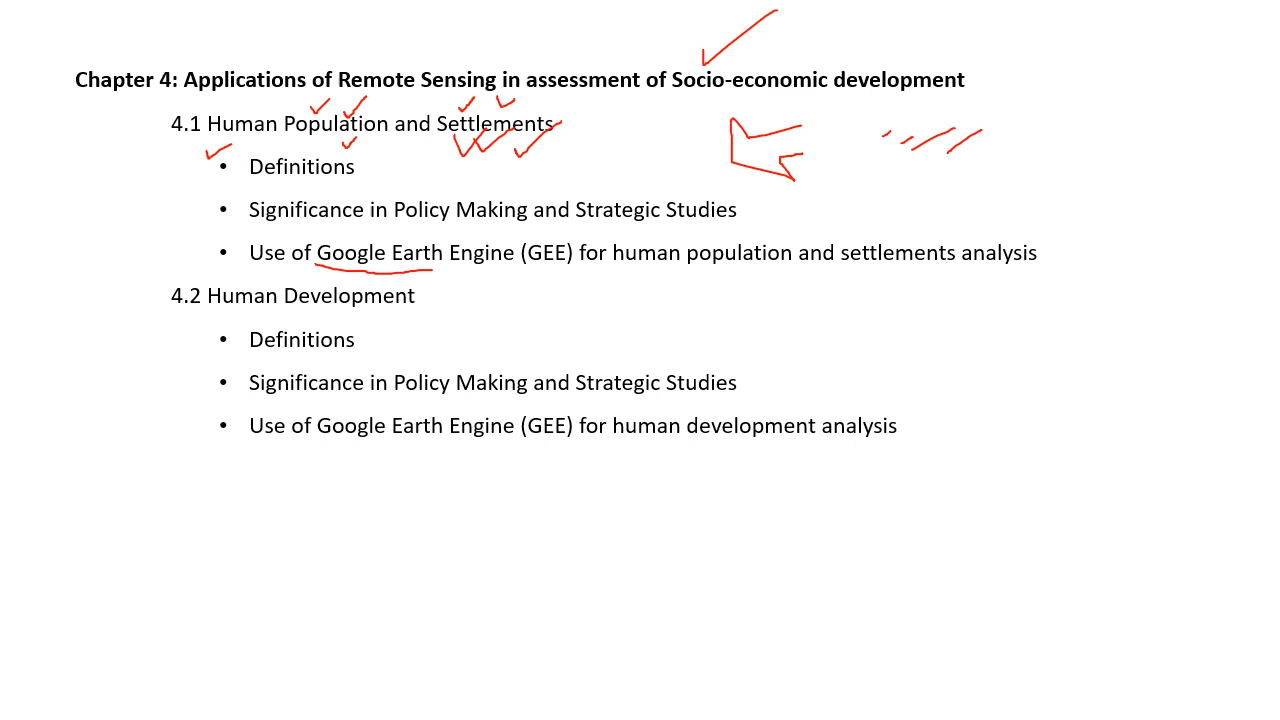 Chapter 4: Applications of Remote Sensing in assessment of Socio-economic development
4.1 Human Population and Settlements
• Definitions
• Significance in Policy Making and Strategic Studies
• Use of Google Earth Engine (GEE) for human population and settlements analysis
4.2 Human Development
• Definitions
• Significance in Policy Making and Strategic Studies
• Use of Google Earth Engine (GEE) for human development analysis